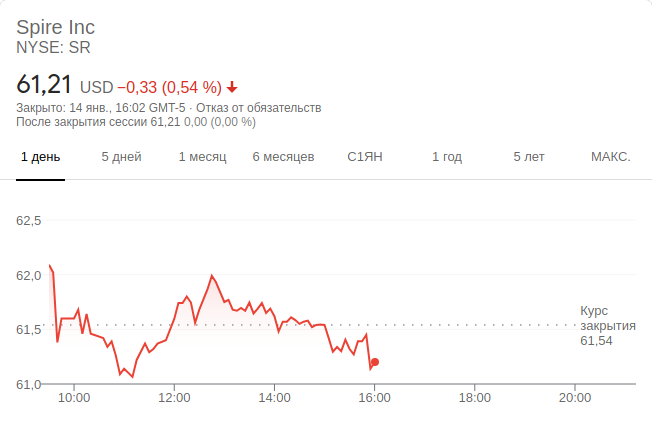 Spire Inc
NYSE: SR
61,21 USD −0,33 (0,54 %)
Закрыто: 14 янв., 16:02 GMT-5 · Отказ от обязательств
После закрытия сессии 61,21 0,00 (0,00 %)
1 день 5 дней 1 месяц 6 месяцев С1ЯН 1 год 5 лет МАКС.
62,5
62,0
61,5
61,0
Курс
закрытия
61,54
10:00 12:00 14:00 16:00 18:00 20:00